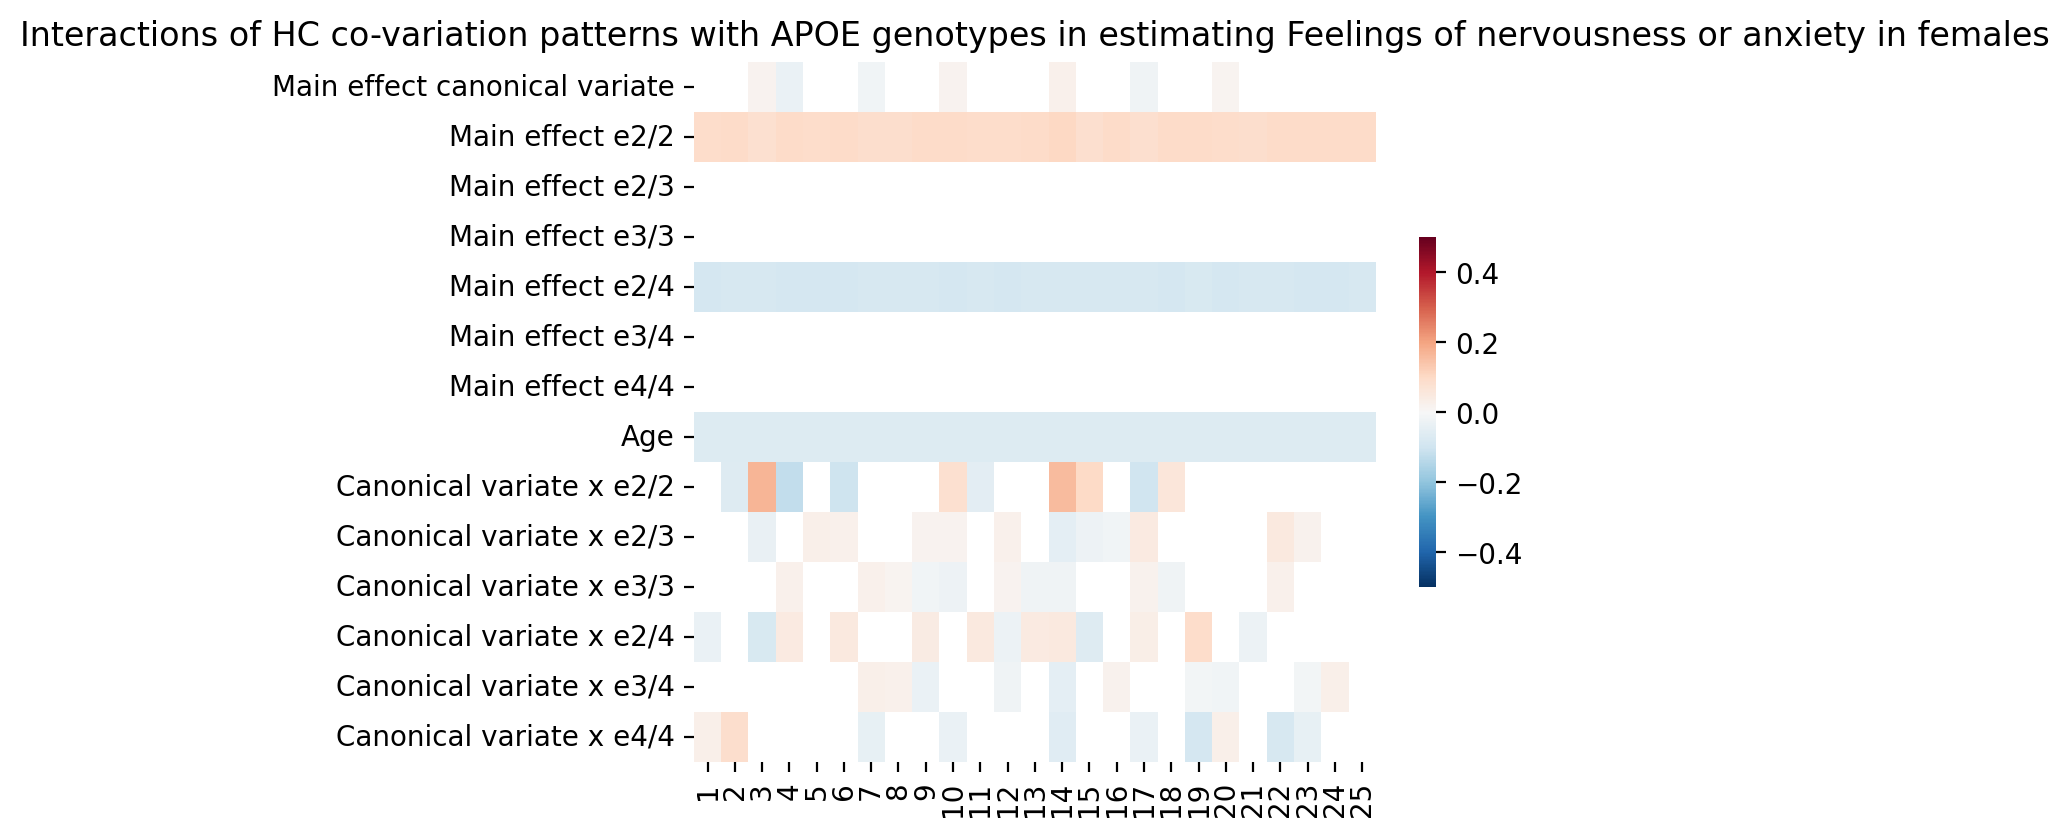 Interactions of HC co-variation patterns with APOE genotypes in estimating Feelings of nervousness or anxiety in females
Main effect canonical variate
Main effect e2/2
Main effect e2/3
Main effect e3/3
Main effect e2/4
Main effect e3/4
Main effect e4/4
Age
Canonical variate x e2/2
Canonical variate x e2/3
Canonical variate x e3/3
Canonical variate x e2/4
Canonical variate x e3/4
Canonical variate x e4/4
1 2 3 4 5 6 7 8 9 10 11 12 13 14 15 16 17 18 19 20 21 22 23 24 25
0.4
0.2
0.0
−0.2
−0.4